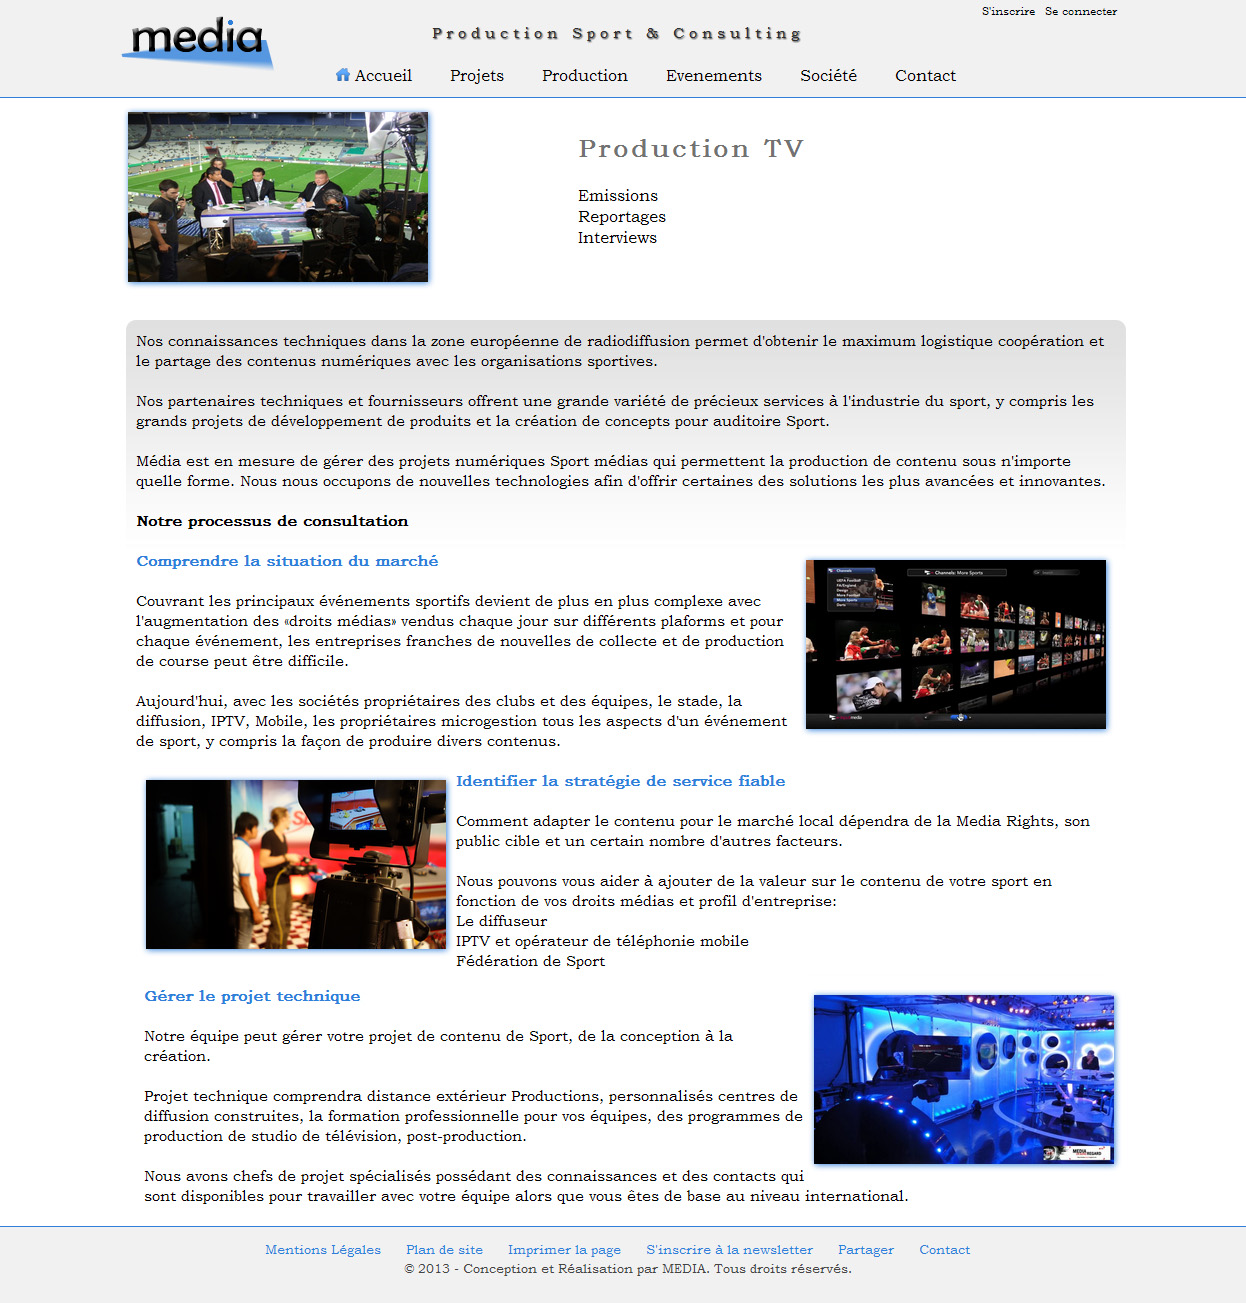 S'inscrire Se connecter
media
Production Sport & Consulting
Accueil Projets Production Evenements Société Contact
Production TV
Emissions
Reportages
Interviews
Nos connaissances techniques dans la zone européenne de radiodiffusion permet d'obtenir le maximum logistique coopération et
le partage des contenus numériques avec les organisations sportives.
Nos partenaires techniques et fournisseurs offrent une grande variété de précieux services à l'industrie du sport, y compris les
grands projets de développement de produits et la création de concepts pour auditoire Sport.
Média est en mesure de gérer des projets numériques Sport médias qui permettent la production de contenu sous n'importe
quelle forme. Nous nous occupons de nouvelles technologies afin d'offrir certaines des solutions les plus avancées et innovantes.
Notre processus de consultation
Comprendre la situation du marché
Couvrant les principaux événements sportifs devient de plus en plus complexe avec
l'augmentation des «droits médias» vendus chaque jour sur différents plaforms et pour
chaque événement, les entreprises franches de nouvelles de collecte et de production
de course peut être difficile.
Aujourd'hui, avec les sociétés propriétaires des clubs et des équipes, le stade, la
diffusion, IPTV, Mobile, les propriétaires microgestion tous les aspects d'un événement
de sport, y compris la façon de produire divers contenus.
Channels
UEFA Football
FA England
Design
More Football
More Sports
Darts
Channels: More Sports
media
Identifier la stratégie de service fiable
Comment adapter le contenu pour le marché local dépendra de la Media Rights, son
public cible et un certain nombre d'autres facteurs.
Nous pouvons vous aider à ajouter de la valeur sur le contenu de votre sport en
fonction de vos droits médias et profil d'entreprise:
Le diffuseur
IPTV et opérateur de téléphonie mobile
Fédération de Sport
Gérer le projet technique
Notre équipe peut gérer votre projet de contenu de Sport, de la conception à la
création.
Projet technique comprendra distance extérieur Productions, personnalisés centres de
diffusion construites, la formation professionnelle pour vos équipes, des programmes de
production de studio de télévision, post-production.
Nous avons chefs de projet spécialisés possédant des connaissances et des contacts qui
sont disponibles pour travailler avec votre équipe alors que vous êtes de base au niveau international.
MEDIA
REGARD
Mentions Légales Plan de site Imprimer la page S'inscrire à la newsletter Partager Contact
© 2013 - Conception et Réalisation par MEDIA. Tous droits réservés.